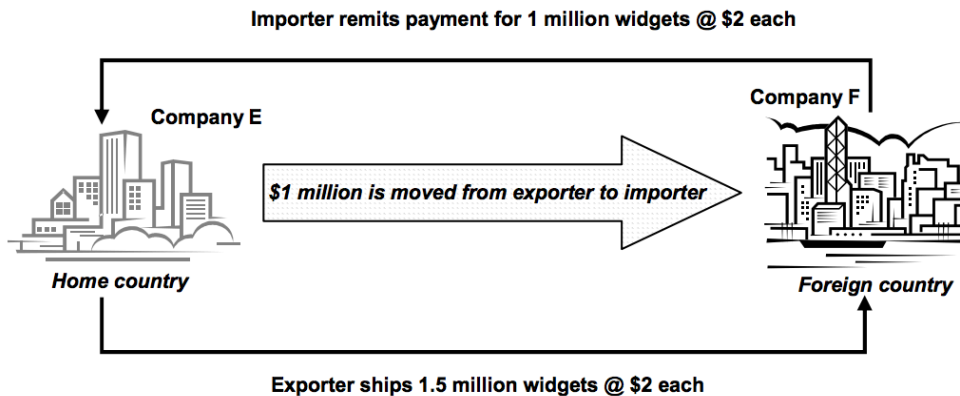 Importer remits payment for 1 million widgets @ $2 each
Company E
Company F
$1 million is moved from exporter to importer
Home country
Foreign country
Exporter ships 1.5 million widgets @ $2 each